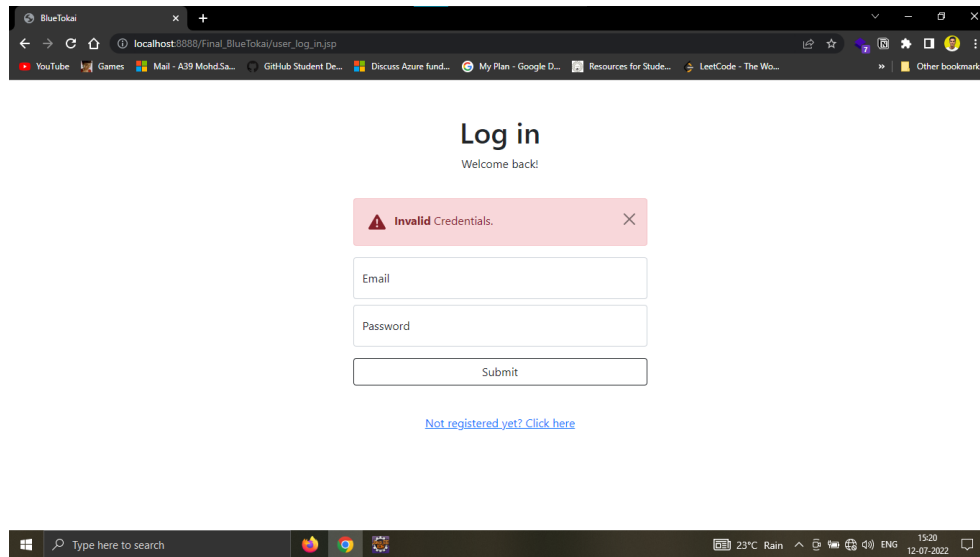 BlueTokai
localhost:8888/Final_BlueTokai/user_log_in.jsp
7
YouTube Games Mail - A39 Mohd.Sa... GitHub Student De... Discuss Azure fund... My Plan - Google D... Resources for Stude... LeetCode - The Wo... » Other bookmark
Log in
Welcome back!
Invalid Credentials.
Email
Password
Submit
Not registered yet? Click here
Type here to search 23°C Rain ENG 15:20
12-07-2022